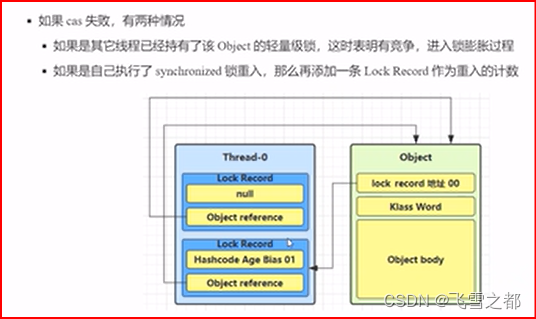 如果 cas 失败，有两种情况
如果是其它线程已经持有了该 Object 的轻量级锁，这时表明有竞争，进入锁膨胀过程
如果是自己执行了 synchronized 锁重入，那么再添加一条 Lock Record 作为重入的计数
Thread-0
Object
Lock Record
null
Object reference
lock record 地址 00
Klass Word
Lock Record
Hashcode Age Bias 01
Object reference
Object body
CSDN @飞雪之都